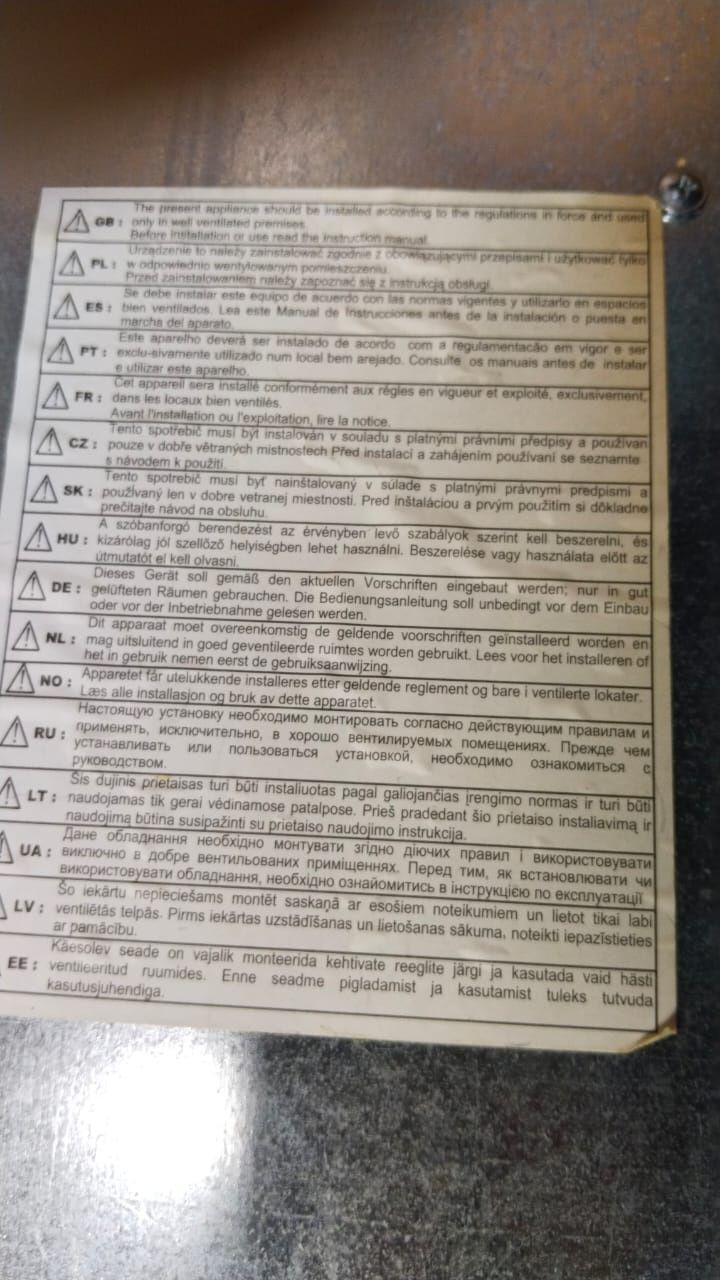 GB : The present appliance should be installed according to the regulations in force and used
only in well ventilated premises.
Before installation or use read the instruction manual.
PL : Urządzenie to należy zainstalować zgodnie z obowiązującymi przepisami i użytkować tylko
w odpowiednio wentylowanym pomieszczeniu.
Przed zainstalowaniem należy zapoznać się z instrukcją obsługi.
ES : Se debe instalar este equipo de acuerdo con las normas vigentes y utilizarlo en espacios
bien ventilados. Lea este Manual de Instrucciones antes de la instalación o puesta en
marcha del aparato.
PT : Este aparelho deverá ser instalado de acordo com a regulamentacão em vigor e ser
exclu-sivamente utilizado num local bem arejado. Consulte os manuais antes de instalar
e utilizar este aparelho.
FR : Cet appareil sera installé conformément aux règles en vigueur et exploité, exclusivement,
dans les locaux bien ventilés.
Avant l'installation ou l'exploitation, lire la notice.
CZ : Tento spotřebič musí být instalován v souladu s platnými právními předpisy a používan
pouze v dobře větraných mistnostech Před instalací a zahájením používaní se seznamte
s návodem k použití.
SK : Tento spotrebič musí byť nainštalovaný v súlade s platnými právnymi predpismi a
používaný len v dobre vetranej miestnosti. Pred inštaláciou a prvým použitím si dôkladne
prečítajte návod na obsluhu.
HU : A szóbanforgó berendezést az érvényben levő szabályok szerint kell beszerelni, és
kizárólag jól szellőző helyiségben lehet használni. Beszerelése vagy használata előtt az
útmutatót el kell olvasni.
DE : Dieses Gerät soll gemäß den aktuellen Vorschriften eingebaut werden; nur in gut
gelüfteten Räumen gebrauchen. Die Bedienungsanleitung soll unbedingt vor dem Einbau
oder vor der Inbetriebnahme gelesen werden.
NL : Dit apparaat moet overeenkomstig de geldende voorschriften geïnstalleerd worden en
mag uitsluitend in goed geventileerde ruimtes worden gebruikt. Lees voor het installeren of
het in gebruik nemen eerst de gebruiksaanwijzing.
NO : Apparetet får utelukkende installeres etter geldende reglement og bare i ventilerte lokater.
Læs alle installasjon og bruk av dette apparatet.
RU : Настоящую установку необходимо монтировать согласно действующим правилам и
применять, исключительно, в хорошо вентилируемых помещениях. Прежде чем
устанавливать или пользоваться установкой, необходимо ознакомиться с
руководством.
LT : Šis dujinis prietaisas turi būti instaliuotas pagal galiojančias įrengimo normas ir turi būti
naudojamas tik gerai vėdinamose patalpose. Prieš pradedant šio prietaiso instaliavimą ir
naudojimą būtina susipažinti su prietaiso naudojimo instrukcija.
UA : Дане обладнання необхідно монтувати згідно діючих правил і використовувати
виключно в добре вентильованих приміщеннях. Перед тим, як встановлювати чи
використовувати обладнання, необхідно ознайомитись в інструкцією по експлуатації
LV : Šo iekārtu nepieciešams montēt saskaņā ar esošiem noteikumiem un lietot tikai labi
ventilētās telpās. Pirms iekārtas uzstādīšanas un lietošanas sākuma, noteikti iepazīstieties
ar pamācību.
EE : Käesolev seade on vajalik monteerida kehtivate reeglite järgi ja kasutada vaid hästi
ventileeritud ruumides. Enne seadme pigladamist ja kasutamist tuleks tutvuda
kasutusjuhendiga.